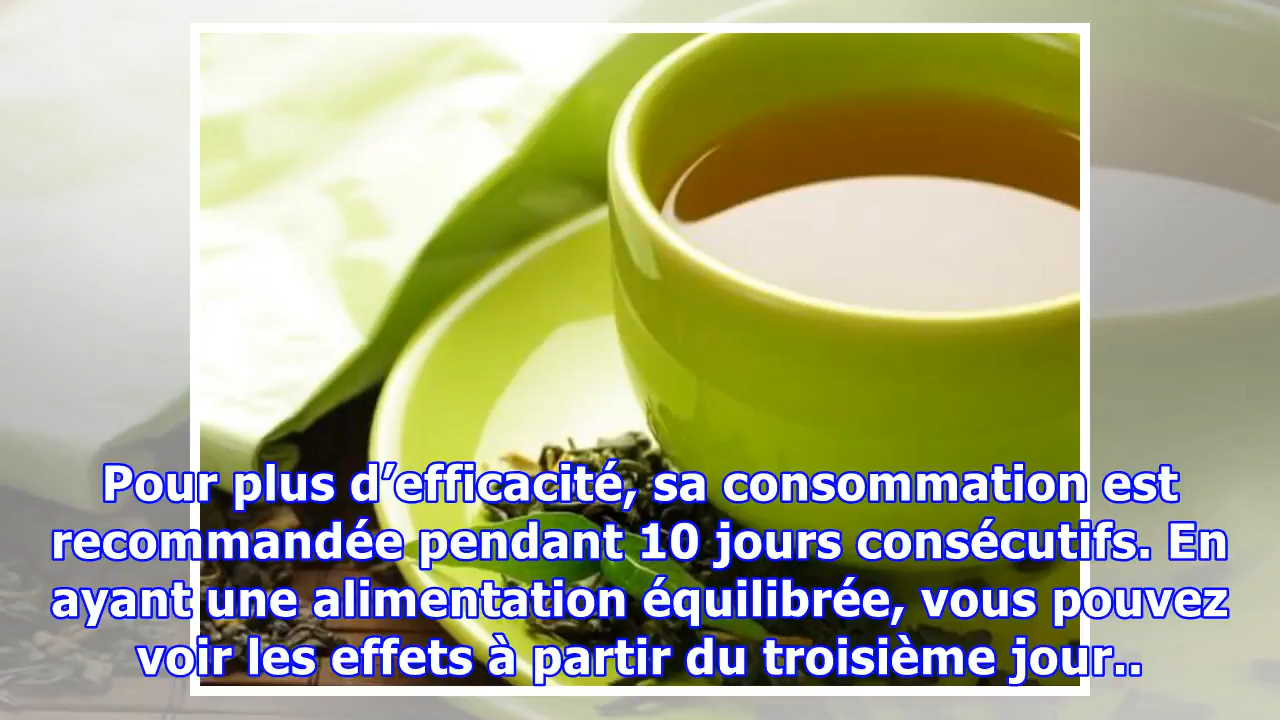 Pour plus d’efficacité, sa consommation est
recommandée pendant 10 jours consécutifs. En
ayant une alimentation équilibrée, vous pouvez
voir les effets à partir du troisième jour..